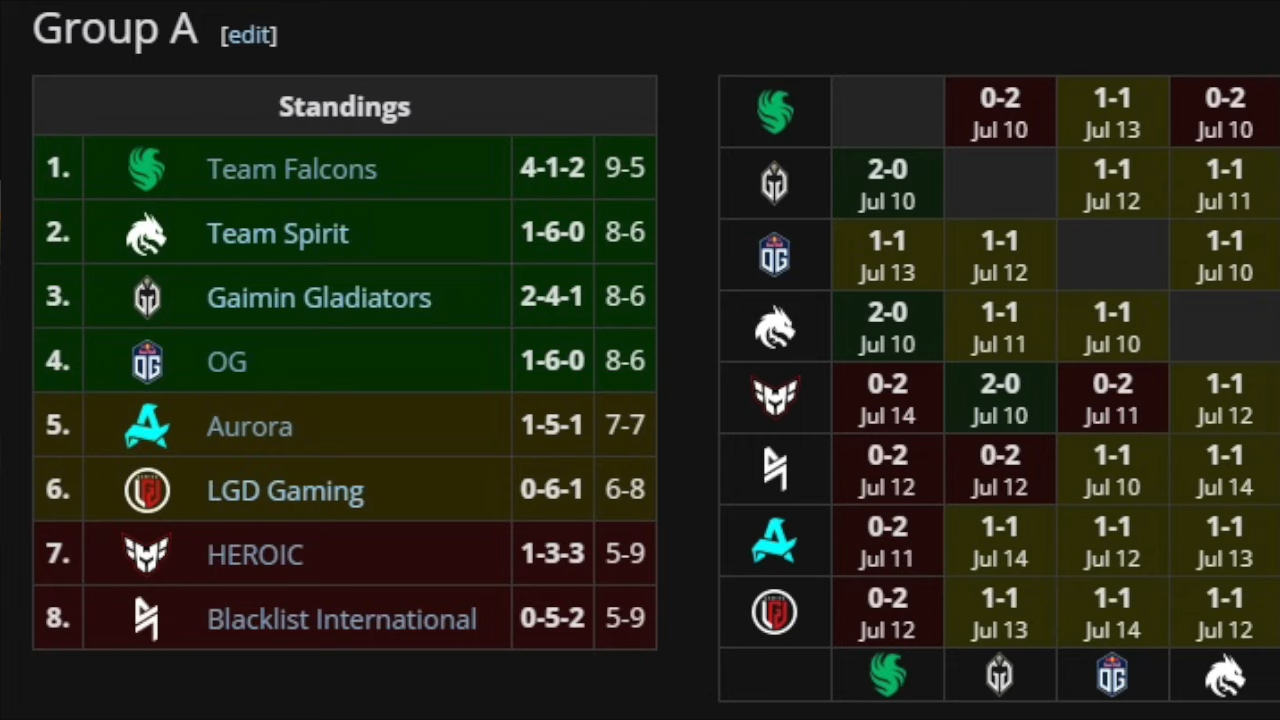 Group A [edit]
Standings
1. Team Falcons 4-1-2 9-5
2. Team Spirit 1-6-0 8-6
3. Gaimin Gladiators 2-4-1 8-6
4. OG 1-6-0 8-6
5. Aurora 1-5-1 7-7
6. LGD Gaming 0-6-1 6-8
7. HEROIC 1-3-3 5-9
8. Blacklist International 0-5-2 5-9
0-2 1-1 0-2
Jul 10 Jul 13 Jul 10
2-0 1-1 1-1
Jul 10 Jul 12 Jul 11
OG 1-1 1-1 1-1
Jul 13 Jul 12 Jul 10
2-0 1-1 1-1
Jul 10 Jul 11 Jul 10
0-2 2-0 0-2 1-1
Jul 14 Jul 10 Jul 11 Jul 12
0-2 0-2 1-1 1-1
Jul 12 Jul 12 Jul 10 Jul 14
0-2 1-1 1-1 1-1
Jul 11 Jul 14 Jul 12 Jul 13
0-2 1-1 1-1 1-1
Jul 12 Jul 13 Jul 14 Jul 12
OG